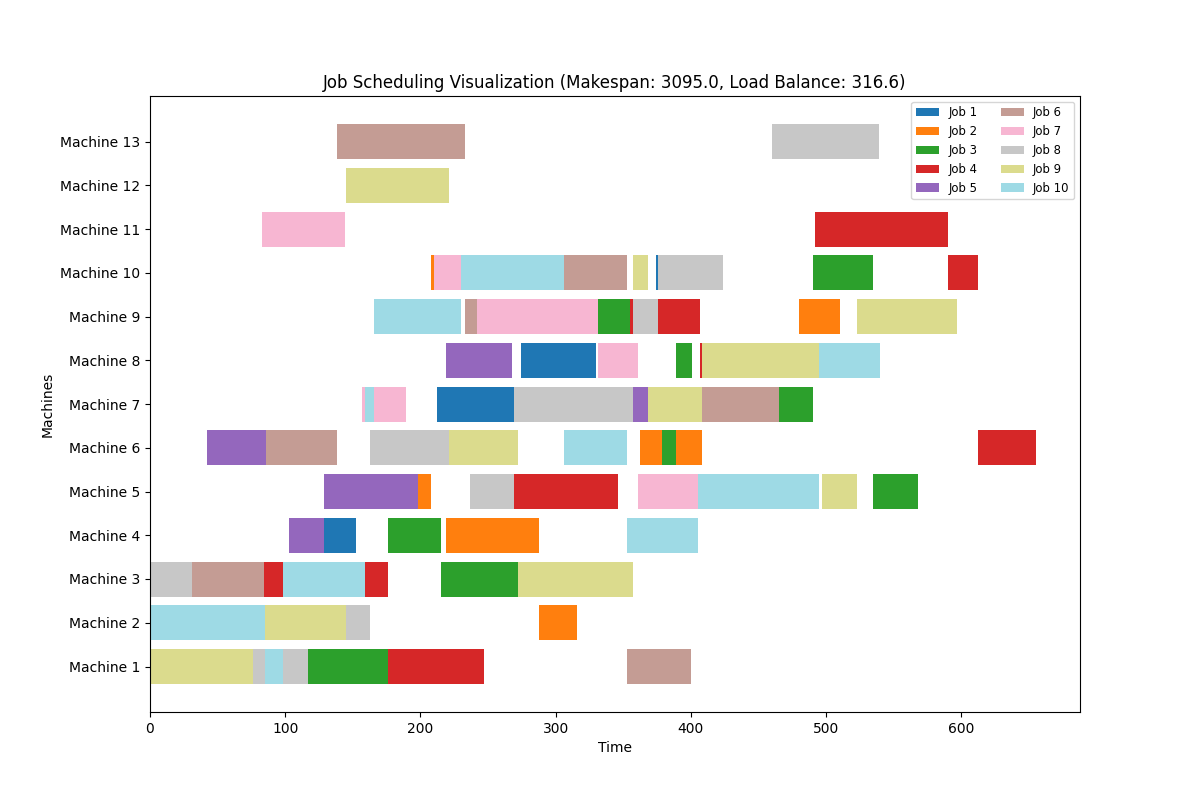 Job Scheduling Visualization (Makespan: 3095.0, Load Balance: 316.6)
Job 1
Job 2
Job 3
Job 4
Job 5
Job 6
Job 7
Job 8
Job 9
Job 10
Machines
Machine 13
Machine 12
Machine 11
Machine 10
Machine 9
Machine 8
Machine 7
Machine 6
Machine 5
Machine 4
Machine 3
Machine 2
Machine 1
0 100 200 300 400 500 600
Time